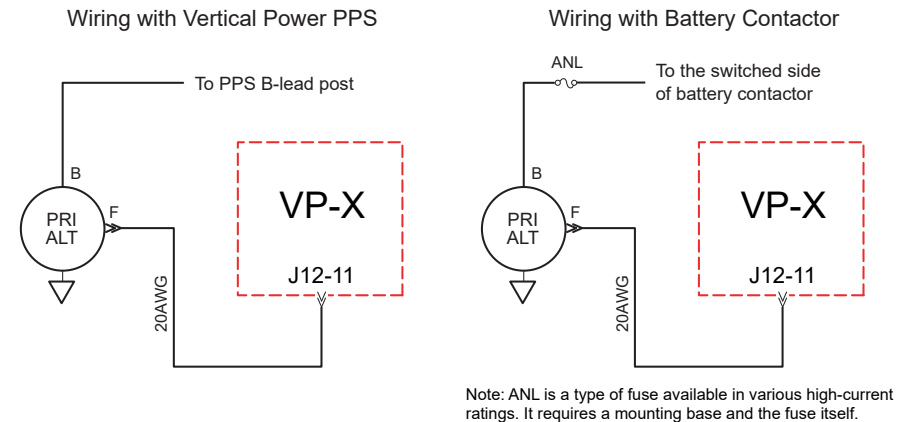 Wiring with Vertical Power PPS
To PPS B-lead post
B
PRI
ALT
F
20AWG
VP-X
J12-11
Wiring with Battery Contactor
ANL
To the switched side
of battery contactor
B
PRI
ALT
F
20AWG
VP-X
J12-11
Note: ANL is a type of fuse available in various high-current
ratings. It requires a mounting base and the fuse itself.